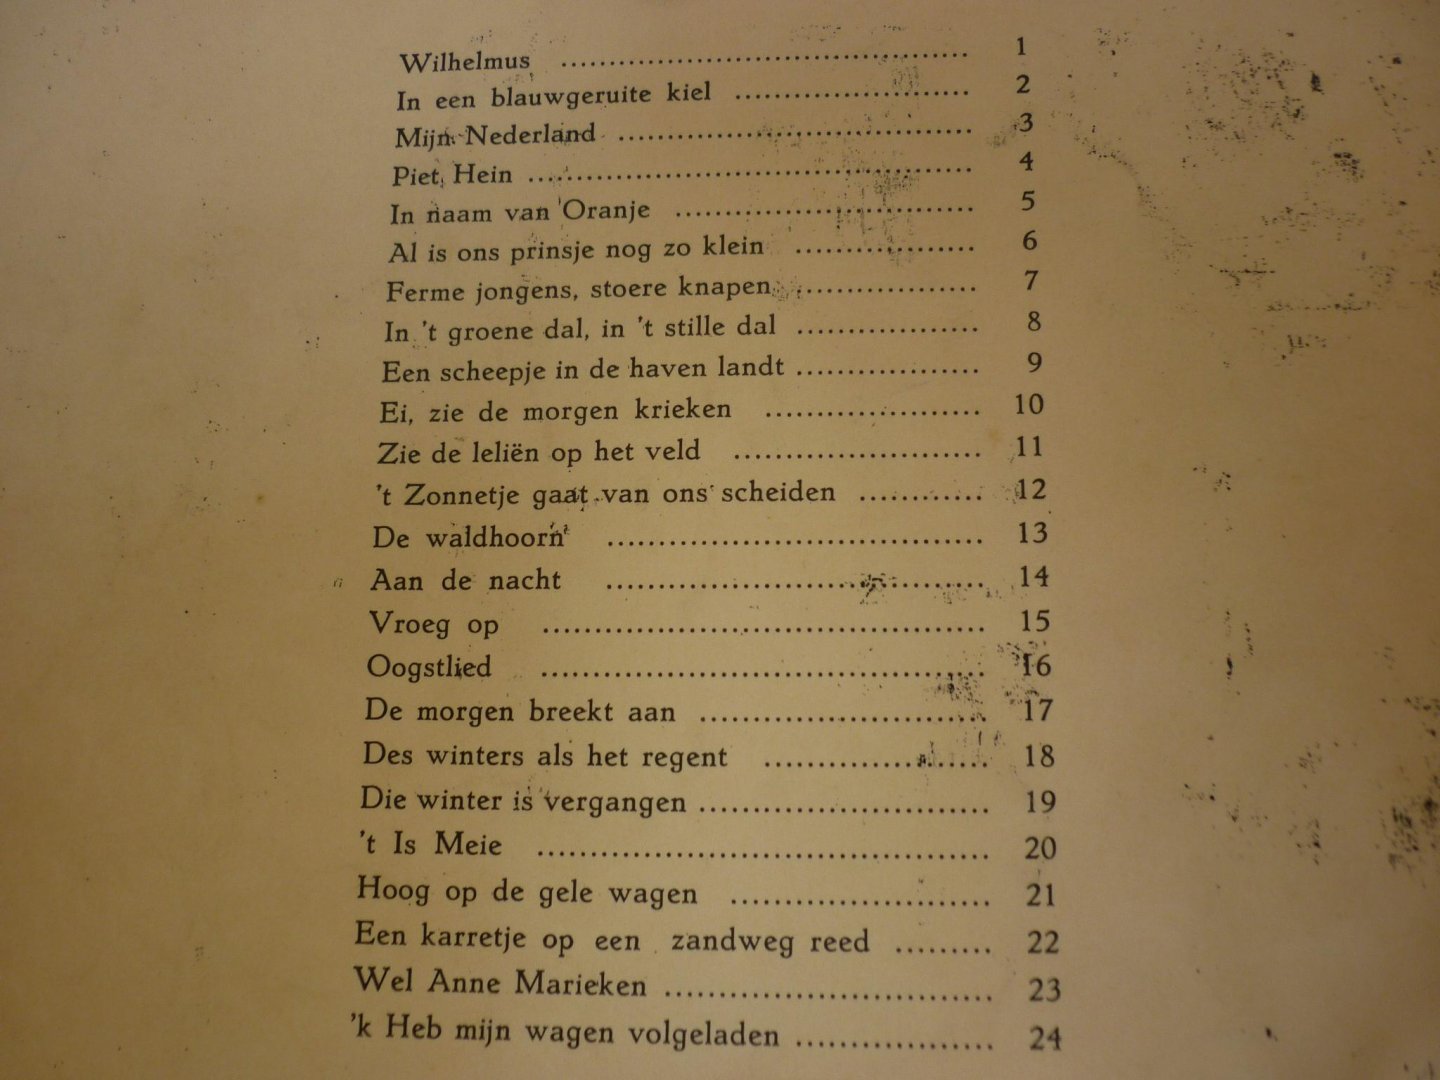 Wilhelmus ........................................ 1
In een blauwgeruite kiel ........................ 2
Mijn Nederland .................................... 3
Piet Hein ............................................ 4
In naam van Oranje .............................. 5
Al is ons prinsje nog zo klein .................. 6
Ferme jongens, stoere knapen .................. 7
In 't groene dal, in 't stille dal .................. 8
Een scheepje in de haven landt .................. 9
Ei, zie de morgen krieken ..................... 10
Zie de leliën op het veld ........................ 11
't Zonnetje gaat van ons scheiden ............ 12
De waldhoorn .................................... 13
Aan de nacht .................................... 14
Vroeg op .......................................... 15
Oogstlied .......................................... 16
De morgen breekt aan ........................... 17
Des winters als het regent ..................... 18
Die winter is vergangen ........................... 19
't Is Meie .......................................... 20
Hoog op de gele wagen ........................ 21
Een karretje op een zandweg reed ......... 22
Wel Anne Marieken .............................. 23
'k Heb mijn wagen volgeladen .................. 24